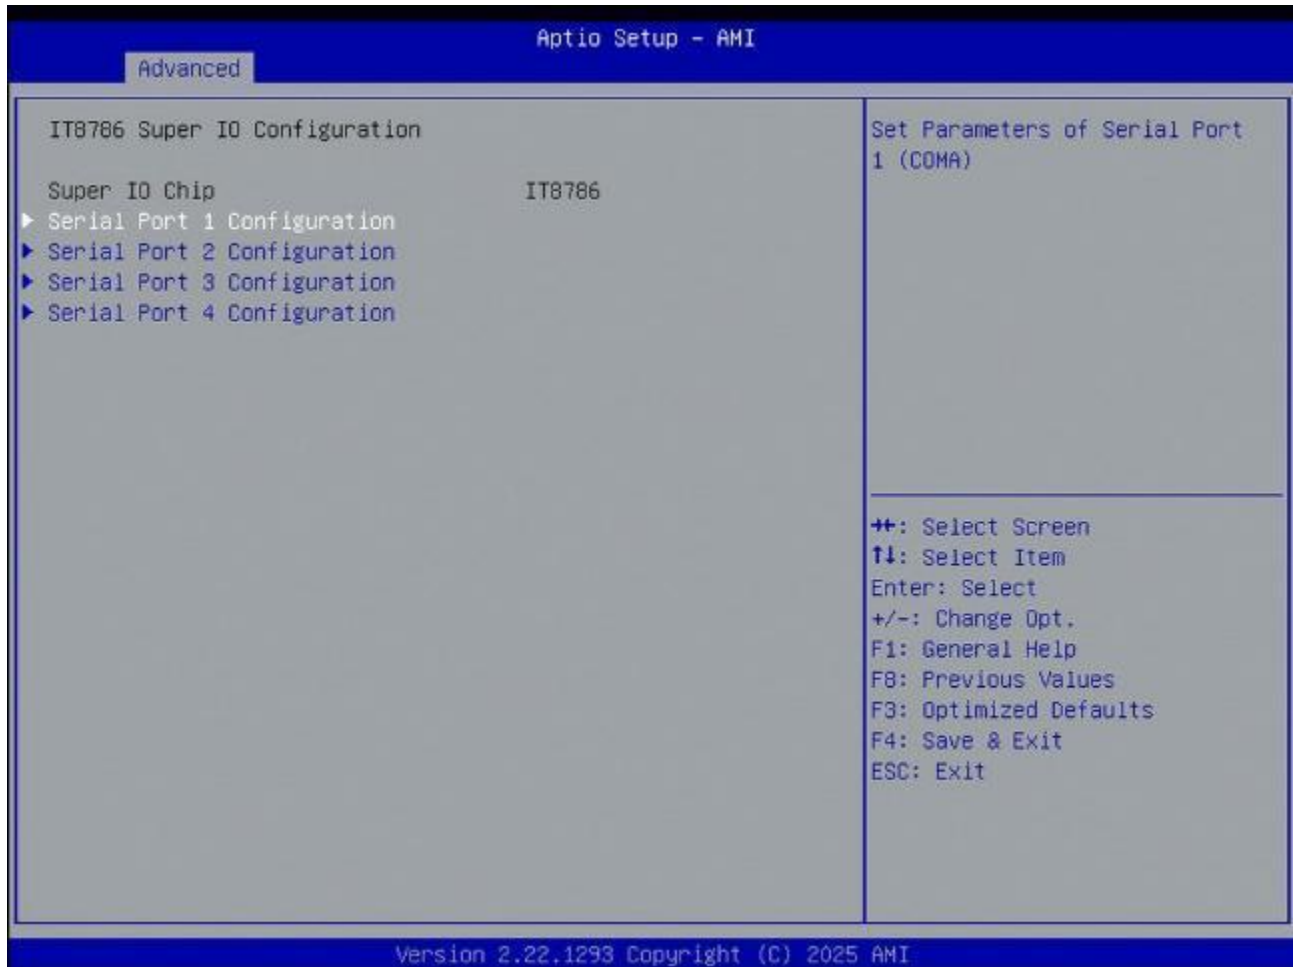 Aptio Setup – AMI
Advanced
IT8786 Super IO Configuration
Super IO Chip IT8786
▶ Serial Port 1 Configuration
▶ Serial Port 2 Configuration
▶ Serial Port 3 Configuration
▶ Serial Port 4 Configuration
Set Parameters of Serial Port
1 (COMA)
→←: Select Screen
↑↓: Select Item
Enter: Select
+/-: Change Opt.
F1: General Help
F8: Previous Values
F3: Optimized Defaults
F4: Save & Exit
ESC: Exit
Version 2.22.1293 Copyright (C) 2025 AMI